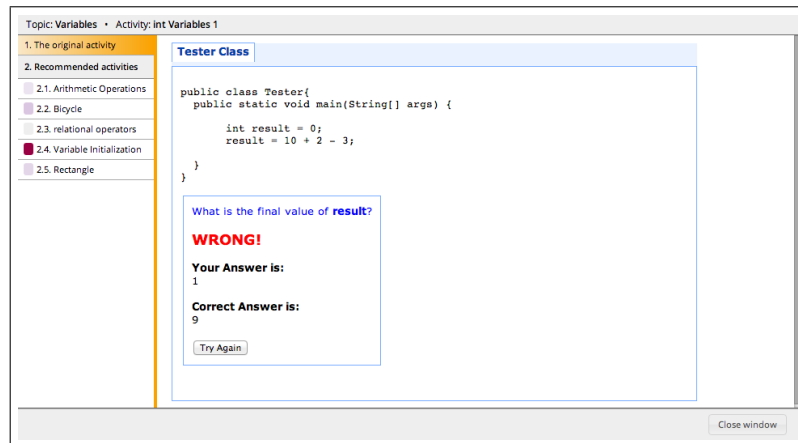 Topic: Variables • Activity: int Variables 1
1. The original activity
2. Recommended activities
2.1. Arithmetic Operations
2.2. Bicycle
2.3. relational operators
2.4. Variable Initialization
2.5. Rectangle
Tester Class
public class Tester{
public static void main(String[] args) {
int result = 0;
result = 10 + 2 - 3;
}
}
What is the final value of result?
WRONG!
Your Answer is:
1
Correct Answer is:
9
Try Again
Close window